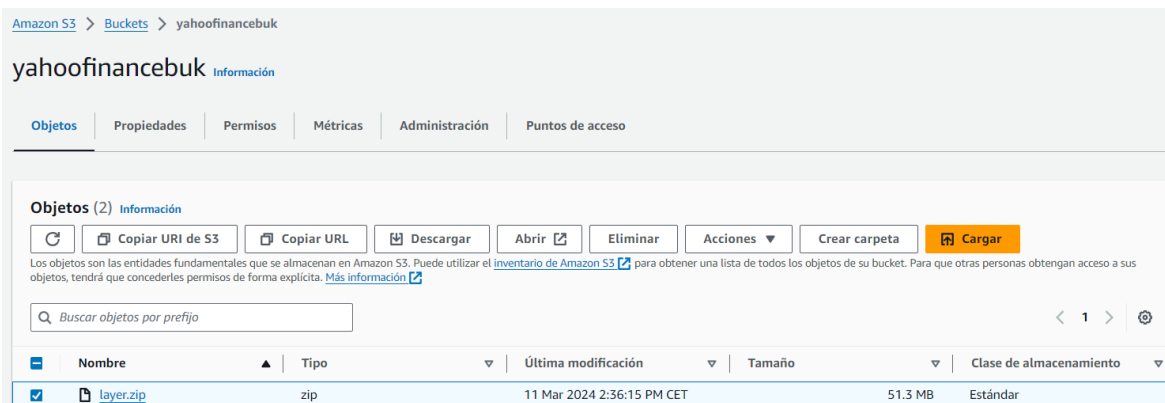 Amazon S3 > Buckets > yahoofinancebuk
yahoofinancebuk Información
Objetos Propiedades Permisos Métricas Administración Puntos de acceso
Objetos (2) Información
Copiar URI de S3 Copiar URL Descargar Abrir Eliminar Acciones Crear carpeta Cargar
Los objetos son las entidades fundamentales que se almacenan en Amazon S3. Puede utilizar el inventario de Amazon S3 para obtener una lista de todos los objetos de su bucket. Para que otras personas obtengan acceso a sus
objetos, tendrá que concederles permisos de forma explícita. Más información
Buscar objetos por prefijo
< 1 >
Nombre Tipo Última modificación Tamaño Clase de almacenamiento
layer.zip zip 11 Mar 2024 2:36:15 PM CET 51.3 MB Estándar